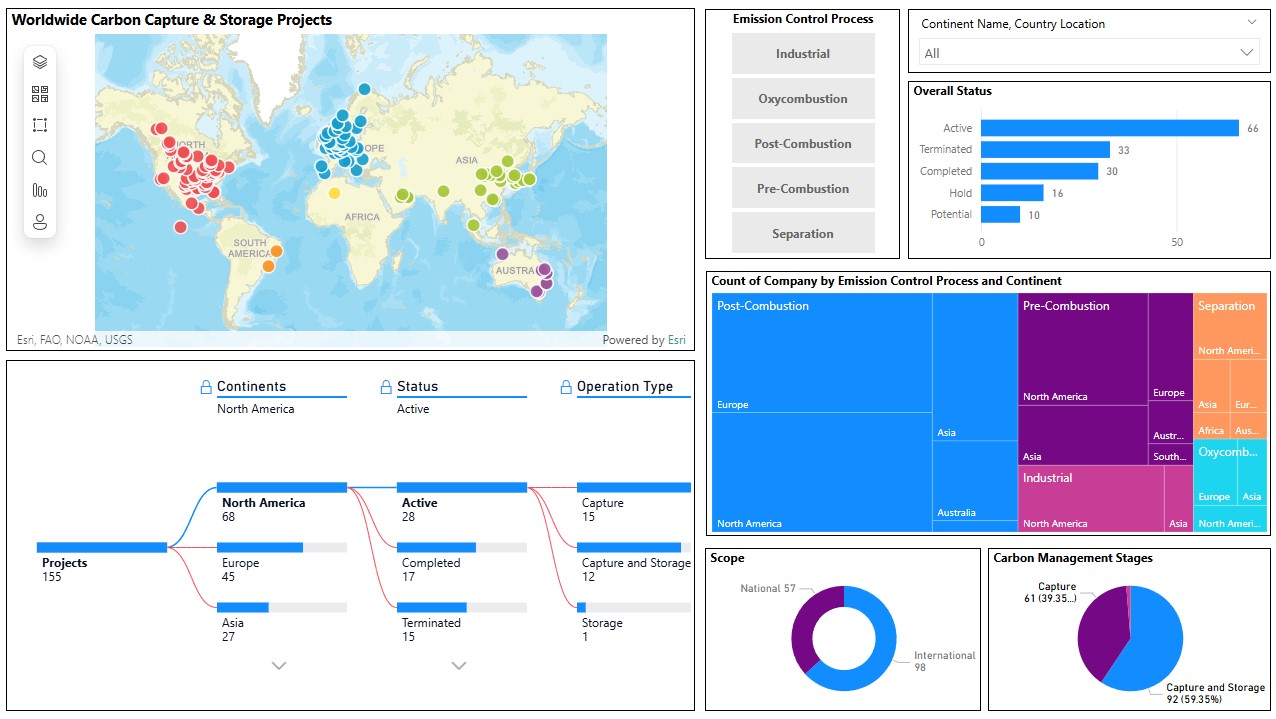 Worldwide Carbon Capture & Storage Projects
NORTH
EUROPE
ASIA
AFRICA
SOUTH
AMERICA
AUSTRA
Esri, FAO, NOAA, USGS
Powered by Esri
Emission Control Process
Industrial
Oxycombustion
Post-Combustion
Pre-Combustion
Separation
Continent Name, Country Location
All
Overall Status
Active 66
Terminated 33
Completed 30
Hold 16
Potential 10
0 50
Continents
North America
Status
Active
Operation Type
Projects
155
North America
68
Europe
45
Asia
27
Active
28
Completed
17
Terminated
15
Capture
15
Capture and Storage
12
Storage
1
Count of Company by Emission Control Process and Continent
Post-Combustion
Europe
North America
Asia
Australia
Pre-Combustion
North America
Europe
Asia
Austr...
South...
Industrial
North America
Asia
Separation
North Ameri...
Asia
Eur...
Africa
Aus...
Oxycomb...
Europe
Asia
North Ameri...
Scope
National 57
International
98
Carbon Management Stages
Capture
61 (39.35...)
Capture and Storage
92 (59.35%)